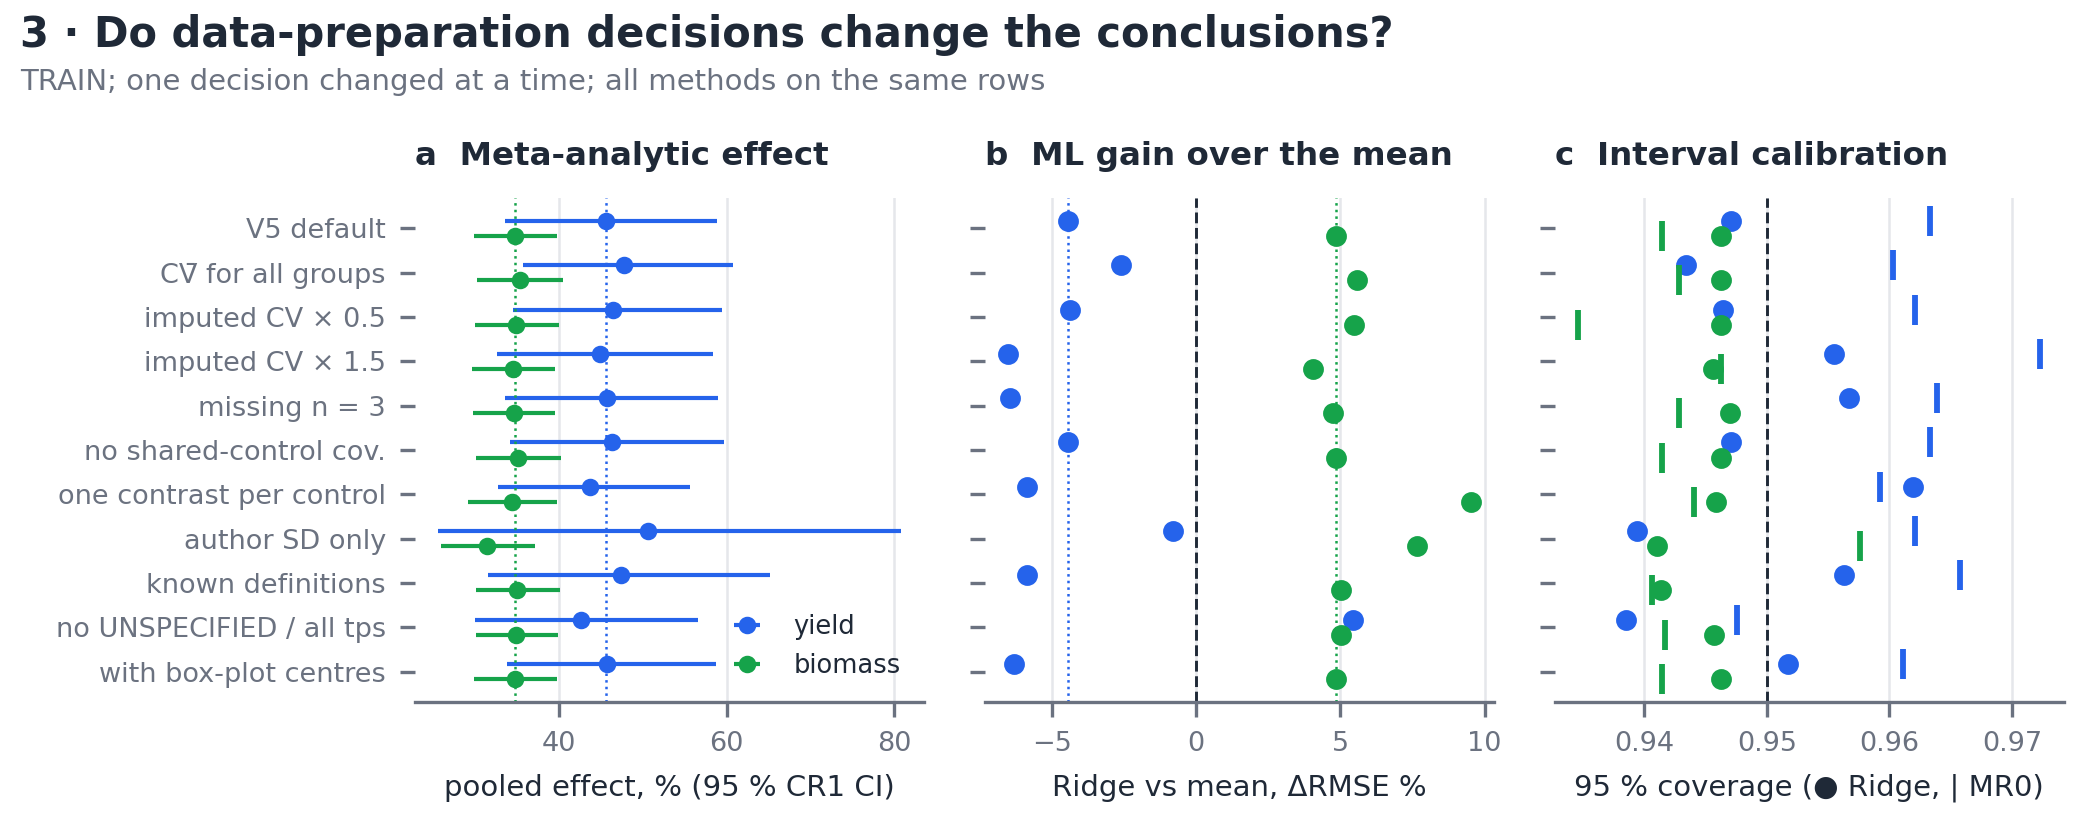 3 · Do data-preparation decisions change the conclusions?
TRAIN; one decision changed at a time; all methods on the same rows
a Meta-analytic effect
V5 default
CV̅ for all groups
imputed CV × 0.5
imputed CV × 1.5
missing n = 3
no shared-control cov.
one contrast per control
author SD only
known definitions
no UNSPECIFIED / all tps
with box-plot centres
yield
biomass
40 60 80
pooled effect, % (95 % CR1 CI)
b ML gain over the mean
−5 0 5 10
Ridge vs mean, ΔRMSE %
c Interval calibration
0.94 0.95 0.96 0.97
95 % coverage (● Ridge, | MR0)